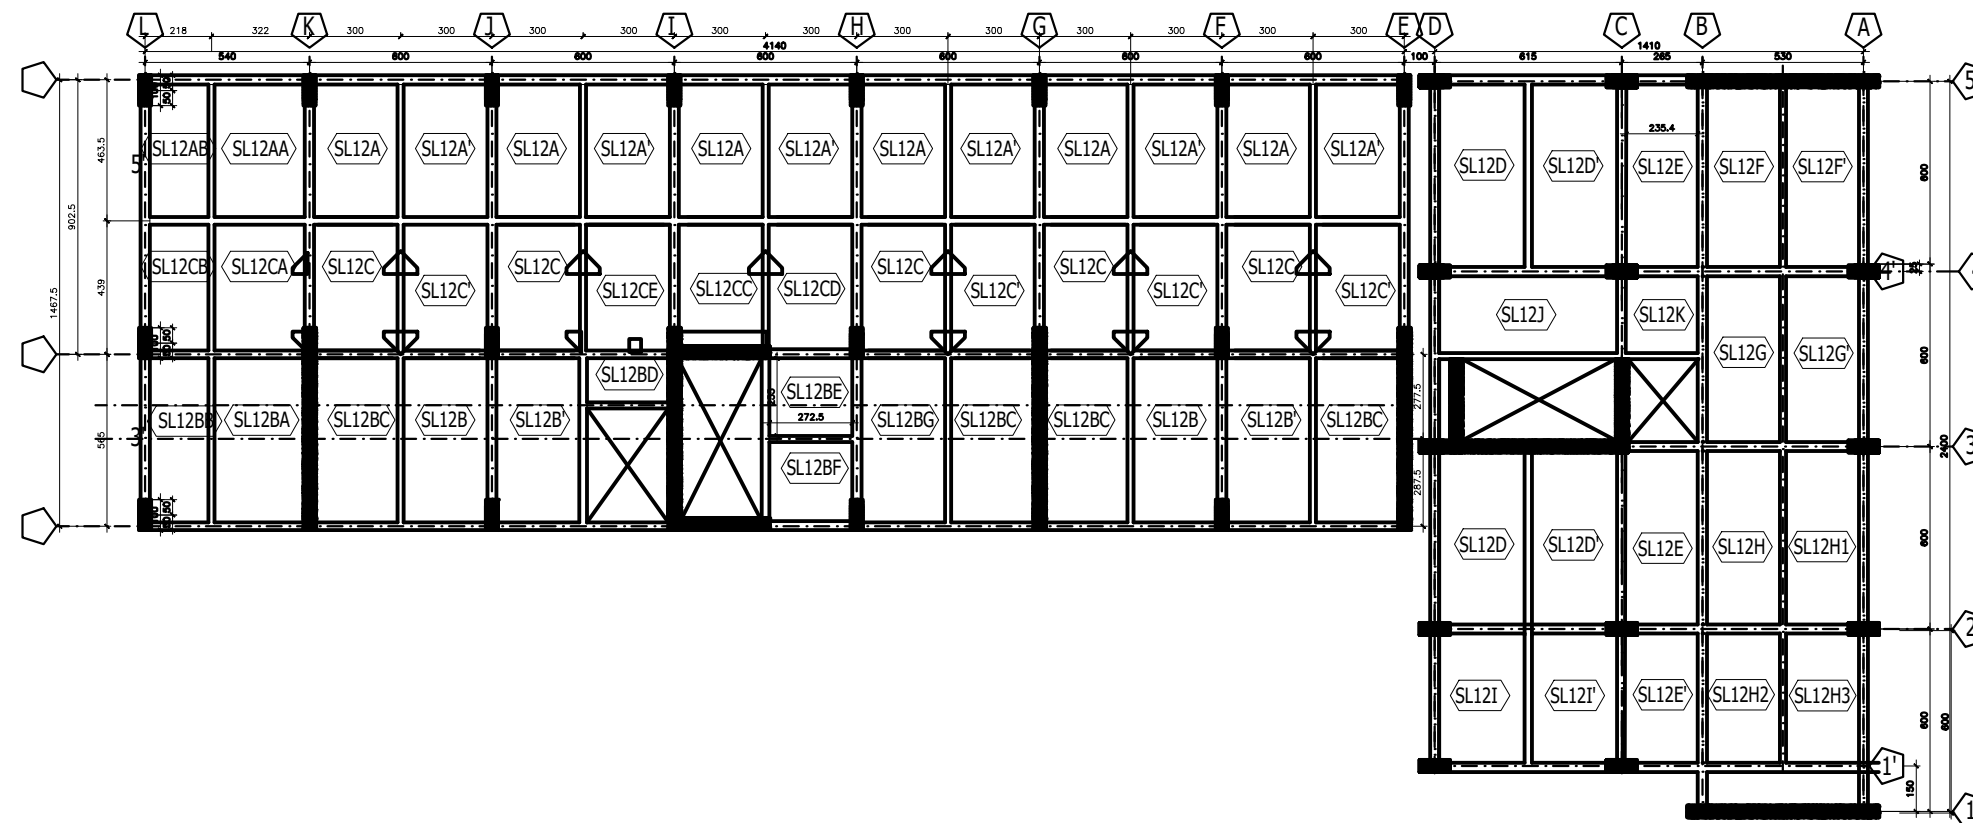 L K J I H G F E D C B A
218 322 300 300 300 300 300 300 300 300 300 300 300 300
4140 1410
540 600 600 600 600 600 600 100 615 265 530
5
SL12AB SL12AA SL12A SL12A' SL12A SL12A' SL12A SL12A' SL12A SL12A' SL12A SL12A' SL12A SL12A'
235.4
SL12D SL12D' SL12E SL12F SL12F'
5
463.5
902.5
600
SL12CB SL12CA SL12C SL12C SL12C SL12C SL12C
SL12C' SL12CE SL12CC SL12CD SL12C' SL12C' SL12C'
4'
1467.5
439
SL12J SL12K
SL12G SL12G'
600
SL12BD
SL12BE
272.5
277.5
SL12BB SL12BA SL12BC SL12B SL12B' SL12BG SL12BC SL12BC SL12B SL12B' SL12BC
3'
565
3
2400
SL12BF
287.5
50 50
50 50
SL12D SL12D' SL12E SL12H SL12H1
600
2
SL12I SL12I' SL12E' SL12H2 SL12H3
600
600
1'
150
1